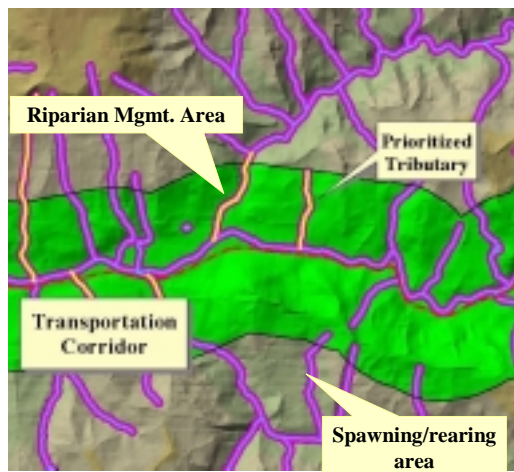 Riparian Mgmt. Area
Prioritized
Tributary
Transportation
Corridor
Spawning/rearing
area